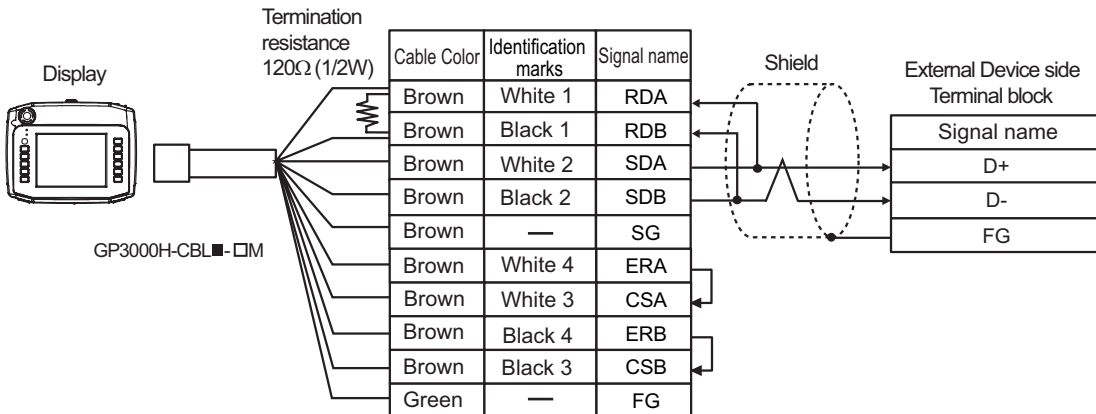 Termination
resistance
120Ω (1/2W)
Display
GP3000H-CBL■-□M
Cable Color Identification marks Signal name
Brown White 1 RDA
Brown Black 1 RDB
Brown White 2 SDA
Brown Black 2 SDB
Brown — SG
Brown White 4 ERA
Brown White 3 CSA
Brown Black 4 ERB
Brown Black 3 CSB
Green — FG
Shield
External Device side
Terminal block
Signal name
D+
D-
FG